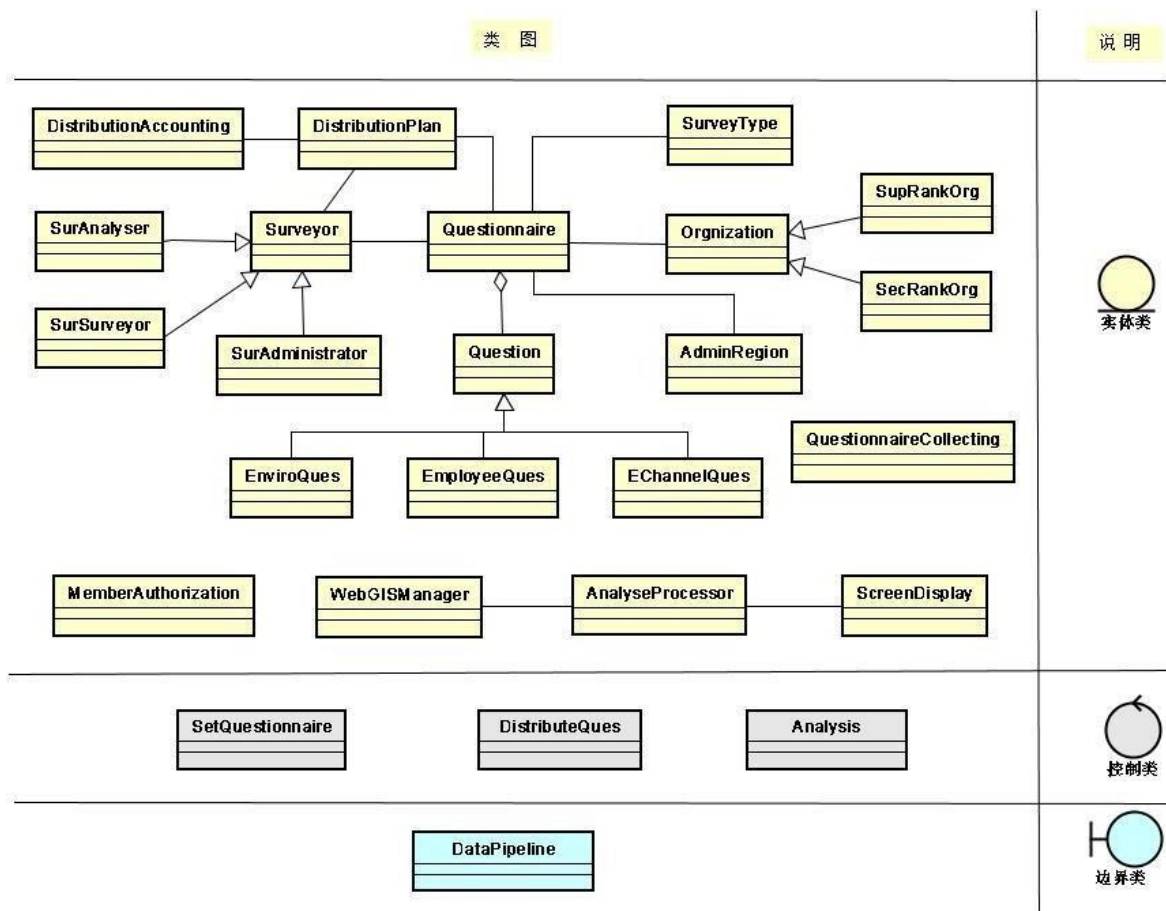 类 图
说 明
DistributionAccounting
DistributionPlan
SurveyType
SupRankOrg
SurAnalyser
Surveyor
Questionnaire
Orgnization
SecRankOrg
SurSurveyor
SurAdministrator
Question
AdminRegion
实体类
QuestionnaireCollecting
EnviroQues
EmployeeQues
EChannelQues
MemberAuthorization
WebGISManager
AnalyseProcessor
ScreenDisplay
SetQuestionnaire
DistributeQues
Analysis
控制类
DataPipeline
边界类